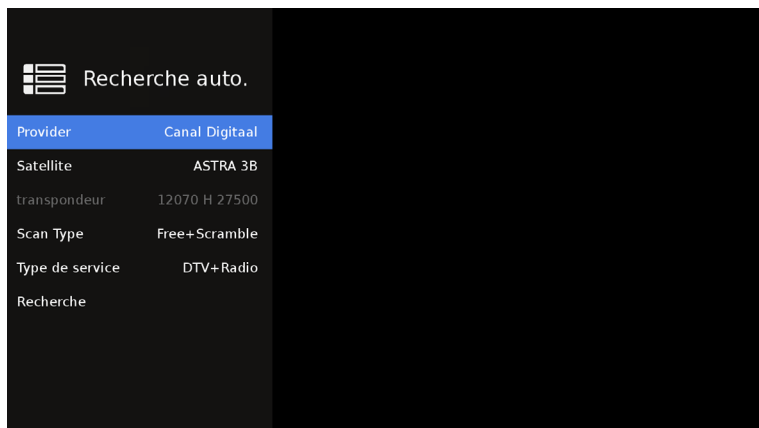 Recherche auto.
Provider Canal Digitaal
Satellite ASTRA 3B
transpondeur 12070 H 27500
Scan Type Free+Scramble
Type de service DTV+Radio
Recherche